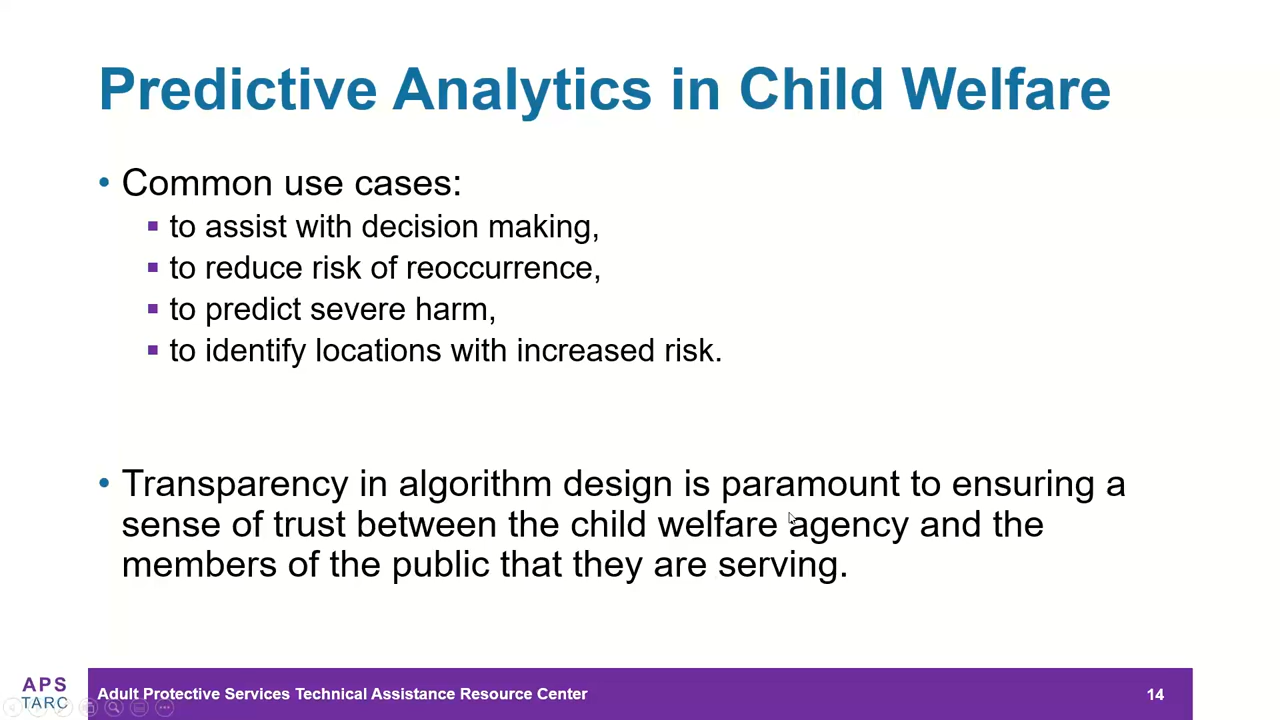 Predictive Analytics in Child Welfare
• Common use cases:
▪ to assist with decision making,
▪ to reduce risk of reoccurrence,
▪ to predict severe harm,
▪ to identify locations with increased risk.
• Transparency in algorithm design is paramount to ensuring a
sense of trust between the child welfare agency and the
members of the public that they are serving.
APS
TARC
Adult Protective Services Technical Assistance Resource Center
14